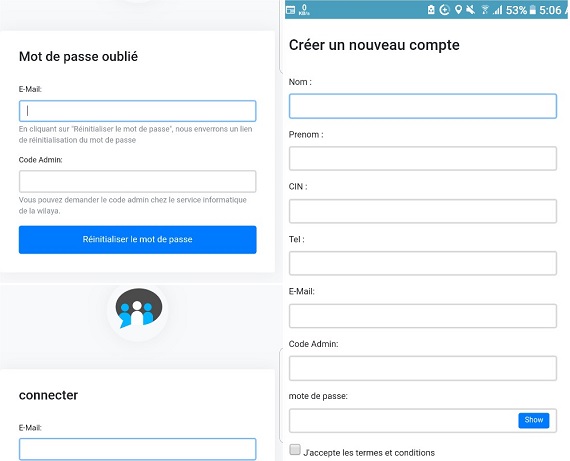 Mot de passe oublié
E-Mail:
En cliquant sur "Réinitialiser le mot de passe", nous enverrons un lien
de réinitialisation du mot de passe
Code Admin:
Vous pouvez demander le code admin chez le service informatique
de la wilaya.
Réinitialiser le mot de passe
connecter
E-Mail:
0
KB/s
53%
5:06 A
Créer un nouveau compte
Nom :
Prenom :
CIN :
Tel :
E-Mail:
Code Admin:
mote de passe:
Show
J'accepte les termes et conditions